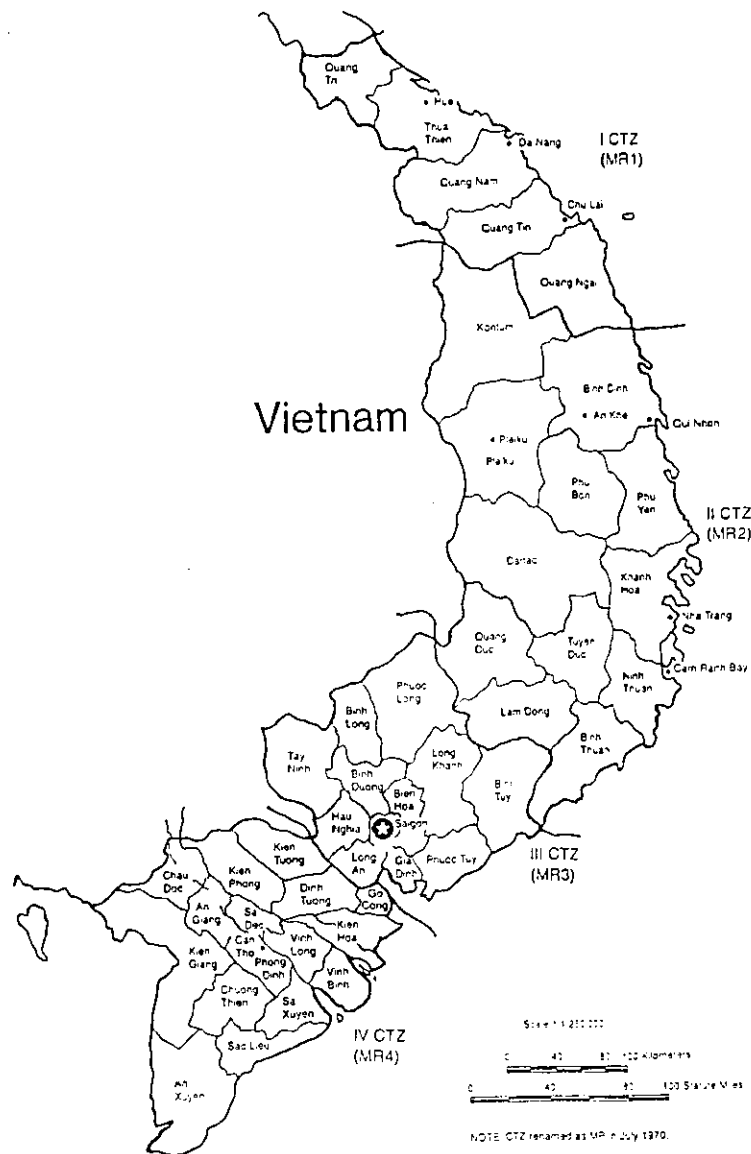 Quang
Tri
Hue
Thua
Thien
Da Nang
I CTZ
(MR1)
Quang Nam
Chu Lai
Quang Tin
Quang Ngai
Kontum
Vietnam
Binh Dinh
An Khe
Qui Nhon
Pleiku
Pleiku
Phu
Bon
Phu
Yen
II CTZ
(MR2)
Darlac
Khanh
Hoa
Nha Trang
Quang
Duc
Tuyen
Duc
Cam Ranh Bay
Ninh
Thuan
Phuoc
Long
Binh
Long
Lam Dong
Binh
Thuan
Tay
Ninh
Long
Khanh
Binh
Duong
Bien
Hoa
Binh
Tuy
Hau
Nghia
Saigon
III CTZ
(MR3)
Kien
Tuong
Long
An
Gia
Dinh
Phuoc Tuy
Chau
Doc
Kien
Phong
Dinh
Tuong
Go
Cong
An
Giang
Sa
Dec
Kien
Hoa
Vinh
Long
Can
Tho
Phong
Dinh
Kien
Giang
Vinh
Binh
Chuong
Thien
Ba
Xuyen
IV CTZ
(MR4)
Bac Lieu
An
Xuyen
0 40 80 100 Kilometers
0 40 80 100 Statute Miles
NOTE: CTZ renamed as MR in July 1970.